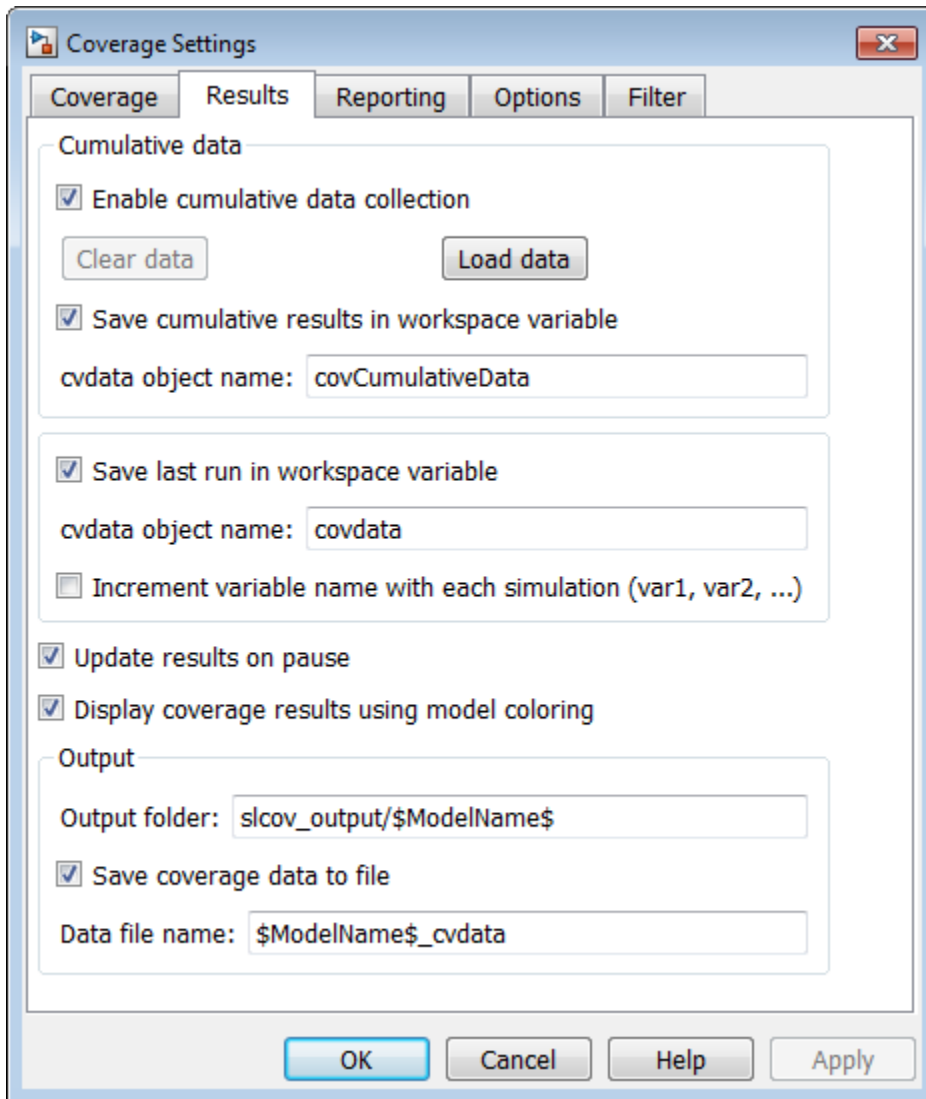 Coverage Settings
Coverage Results Reporting Options Filter
Cumulative data
Enable cumulative data collection
Clear data Load data
Save cumulative results in workspace variable
cvdata object name: covCumulativeData
Save last run in workspace variable
cvdata object name: covdata
Increment variable name with each simulation (var1, var2, ...)
Update results on pause
Display coverage results using model coloring
Output
Output folder: slcov_output/$ModelName$
Save coverage data to file
Data file name: $ModelName$_cvdata
OK Cancel Help Apply